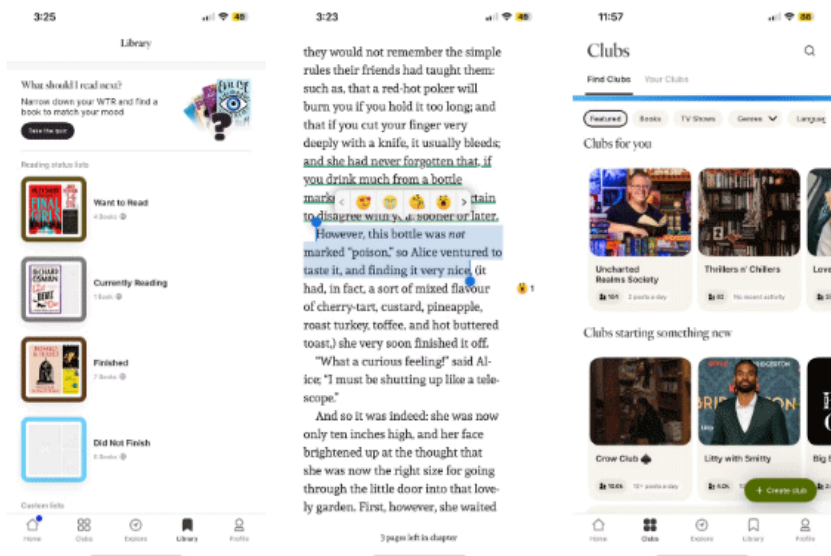 3:25
45
Library
What should I read next?
Narrow down your WTR and find a
book to match your mood
Take the quiz
Reading status lists
FINAL
GIRLS
Want to Read
4 Books
RICHARD
OSMAN
Currently Reading
1 Book
Finished
7 Books
Did Not Finish
Custom lists
Home
Clubs
Explore
Library
Profile
3:23
45
they would not remember the simple
rules their friends had taught them:
such as, that a red-hot poker will
burn you if you hold it too long; and
that if you cut your finger very
deeply with a knife, it usually bleeds;
and she had never forgotten that, if
you drink much from a bottle
to disagree with you, sooner or later.
However, this bottle was not
marked “poison,” so Alice ventured to
taste it, and finding it very nice, (it
had, in fact, a sort of mixed flavour
1
of cherry-tart, custard, pineapple,
roast turkey, toffee, and hot buttered
toast,) she very soon finished it off.
“What a curious feeling!” said Al-
ice; “I must be shutting up like a tele-
scope.”
And so it was indeed: she was now
only ten inches high, and her face
brightened up at the thought that
she was now the right size for going
through the little door into that love-
ly garden. First, however, she waited
3 pages left in chapter
11:57
Clubs
Find Clubs
Your Clubs
Featured
Books
TV Shows
Genres
Clubs for you
Uncharted
Realms Society
Thrillers n' Chillers
2 posts a day
No recent activity
Clubs starting something new
Crow Club
Litty with Smitty
10+ posts a day
+ Create club
Home
Clubs
Explore
Library
Profile